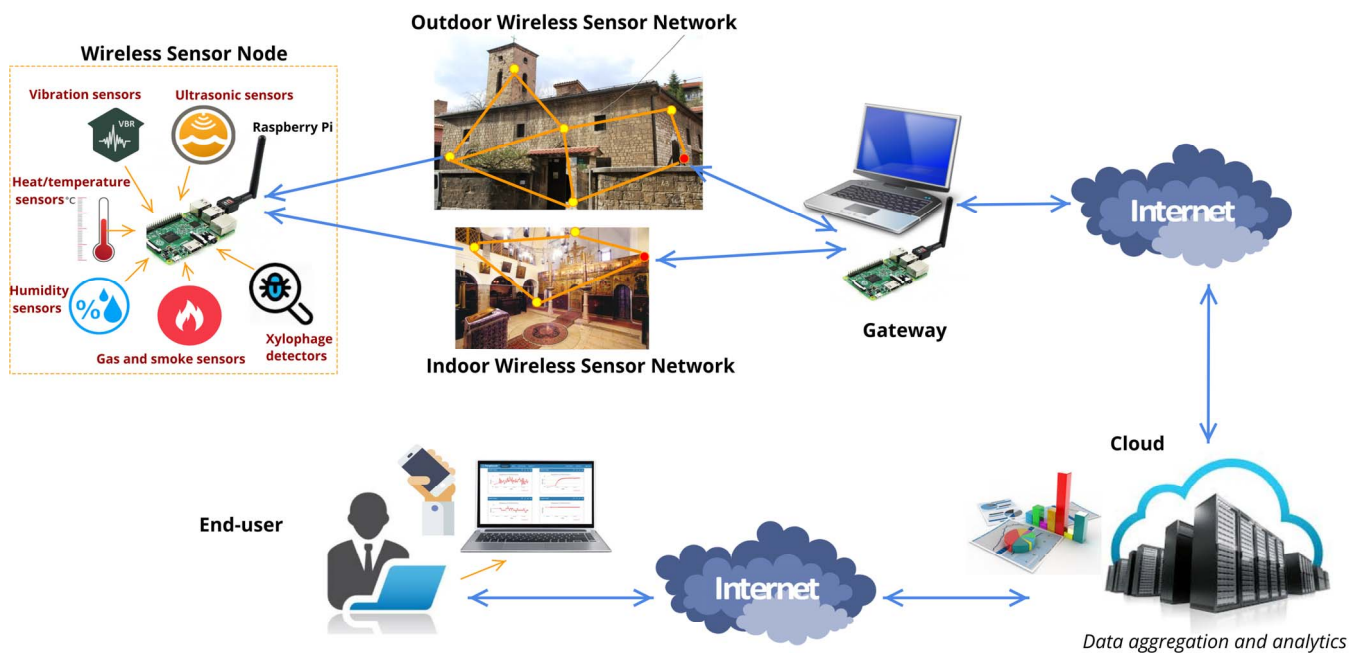 Outdoor Wireless Sensor Network
Wireless Sensor Node
Vibration sensors
Ultrasonic sensors
VBR
Raspberry Pi
Heat/temperature
sensors
°C
Humidity
sensors
%
Gas and smoke sensors
Xylophage
detectors
Indoor Wireless Sensor Network
Gateway
Internet
Cloud
End-user
Internet
Data aggregation and analytics